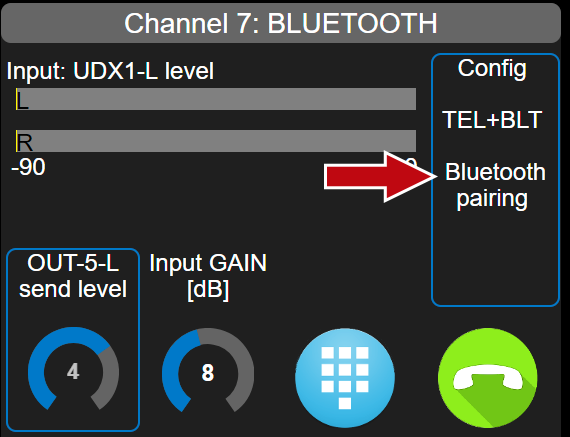 Channel 7: BLUETOOTH
Input: UDX1-L level
L
R
-90
0
Config
TEL+BLT
Bluetooth
pairing
OUT-5-L
send level
4
Input GAIN
[dB]
8